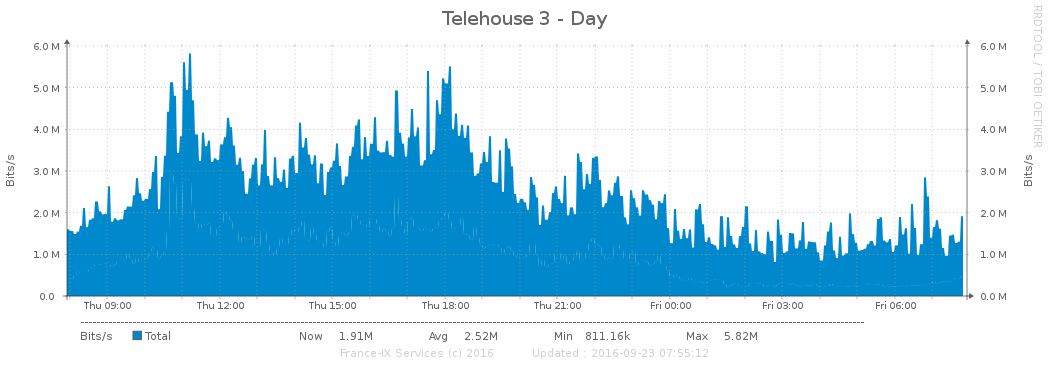 Telehouse 3 - Day
RRDTOOL / TOBI OETIKER
Bits/s
6.0 M
5.0 M
4.0 M
3.0 M
2.0 M
1.0 M
0.0
6.0 M
5.0 M
4.0 M
3.0 M
2.0 M
1.0 M
0.0 M
Bits/s
Thu 09:00 Thu 12:00 Thu 15:00 Thu 18:00 Thu 21:00 Fri 00:00 Fri 03:00 Fri 06:00
Bits/s Total Now 1.91M Avg 2.52M Min 811.16k Max 5.82M
France-IX Services (c) 2016 Updated : 2016-09-23 07:55:12